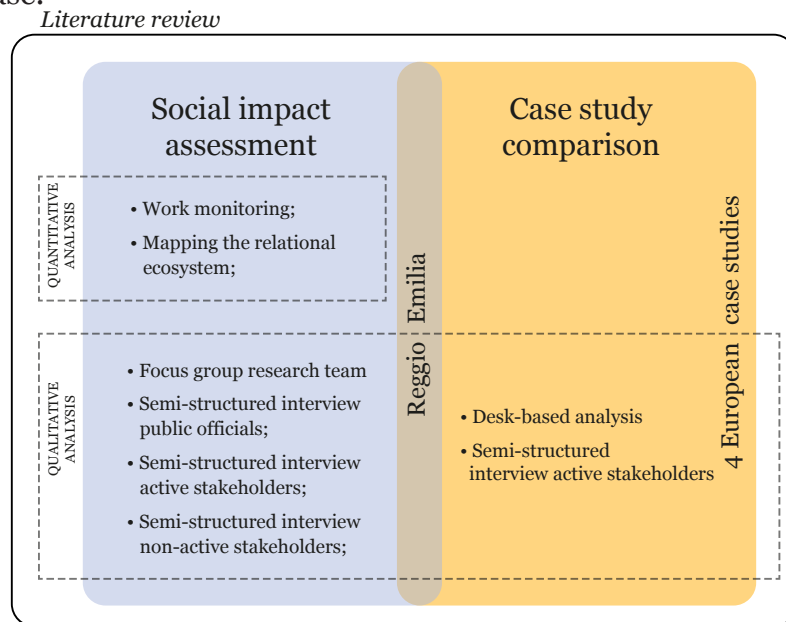 Literature review
Social impact
assessment
Case study
comparison
QUANTITATIVE
ANALYSIS
• Work monitoring;
• Mapping the relational
ecosystem;
QUALITATIVE
ANALYSIS
• Focus group research team
• Semi-structured interview
public officials;
• Semi-structured interview
active stakeholders;
• Semi-structured interview
non-active stakeholders;
Reggio Emilia
• Desk-based analysis
• Semi-structured
interview active stakeholders
4 European case studies